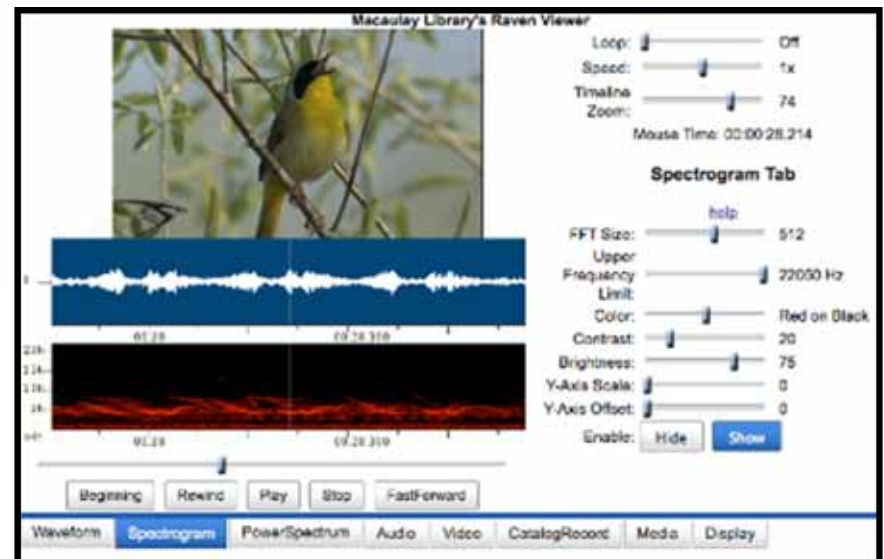 Macaulay Library's Raven Viewer
Loop: Off
Speed: 1x
Timeline Zoom: 74
Mouse Time: 00:00:28.214
Spectrogram Tab
help
FFT Size: 512
Upper Frequency Limit: 22050 Hz
Color: Red on Black
Contrast: 20
Brightness: 75
Y-Axis Scale: 0
Y-Axis Offset: 0
Enable: Hide Show
Beginning Rewind Play Stop FastForward
Waveform Spectrogram PowerSpectrum Audio Video CatalogRecord Media Display